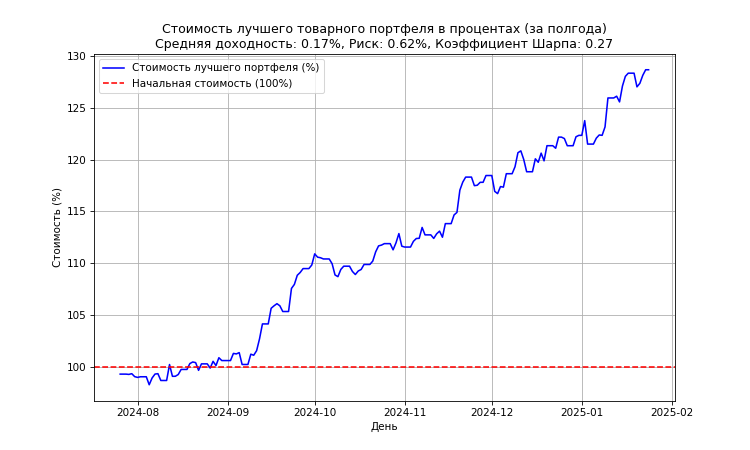 Стоимость лучшего товарного портфеля в процентах (за полгода)
Средняя доходность: 0.17%, Риск: 0.62%, Коэффициент Шарпа: 0.27
Стоимость лучшего портфеля (%)
Начальная стоимость (100%)
Стоимость (%)
130
125
120
115
110
105
100
2024-08
2024-09
2024-10
2024-11
2024-12
2025-01
2025-02
День